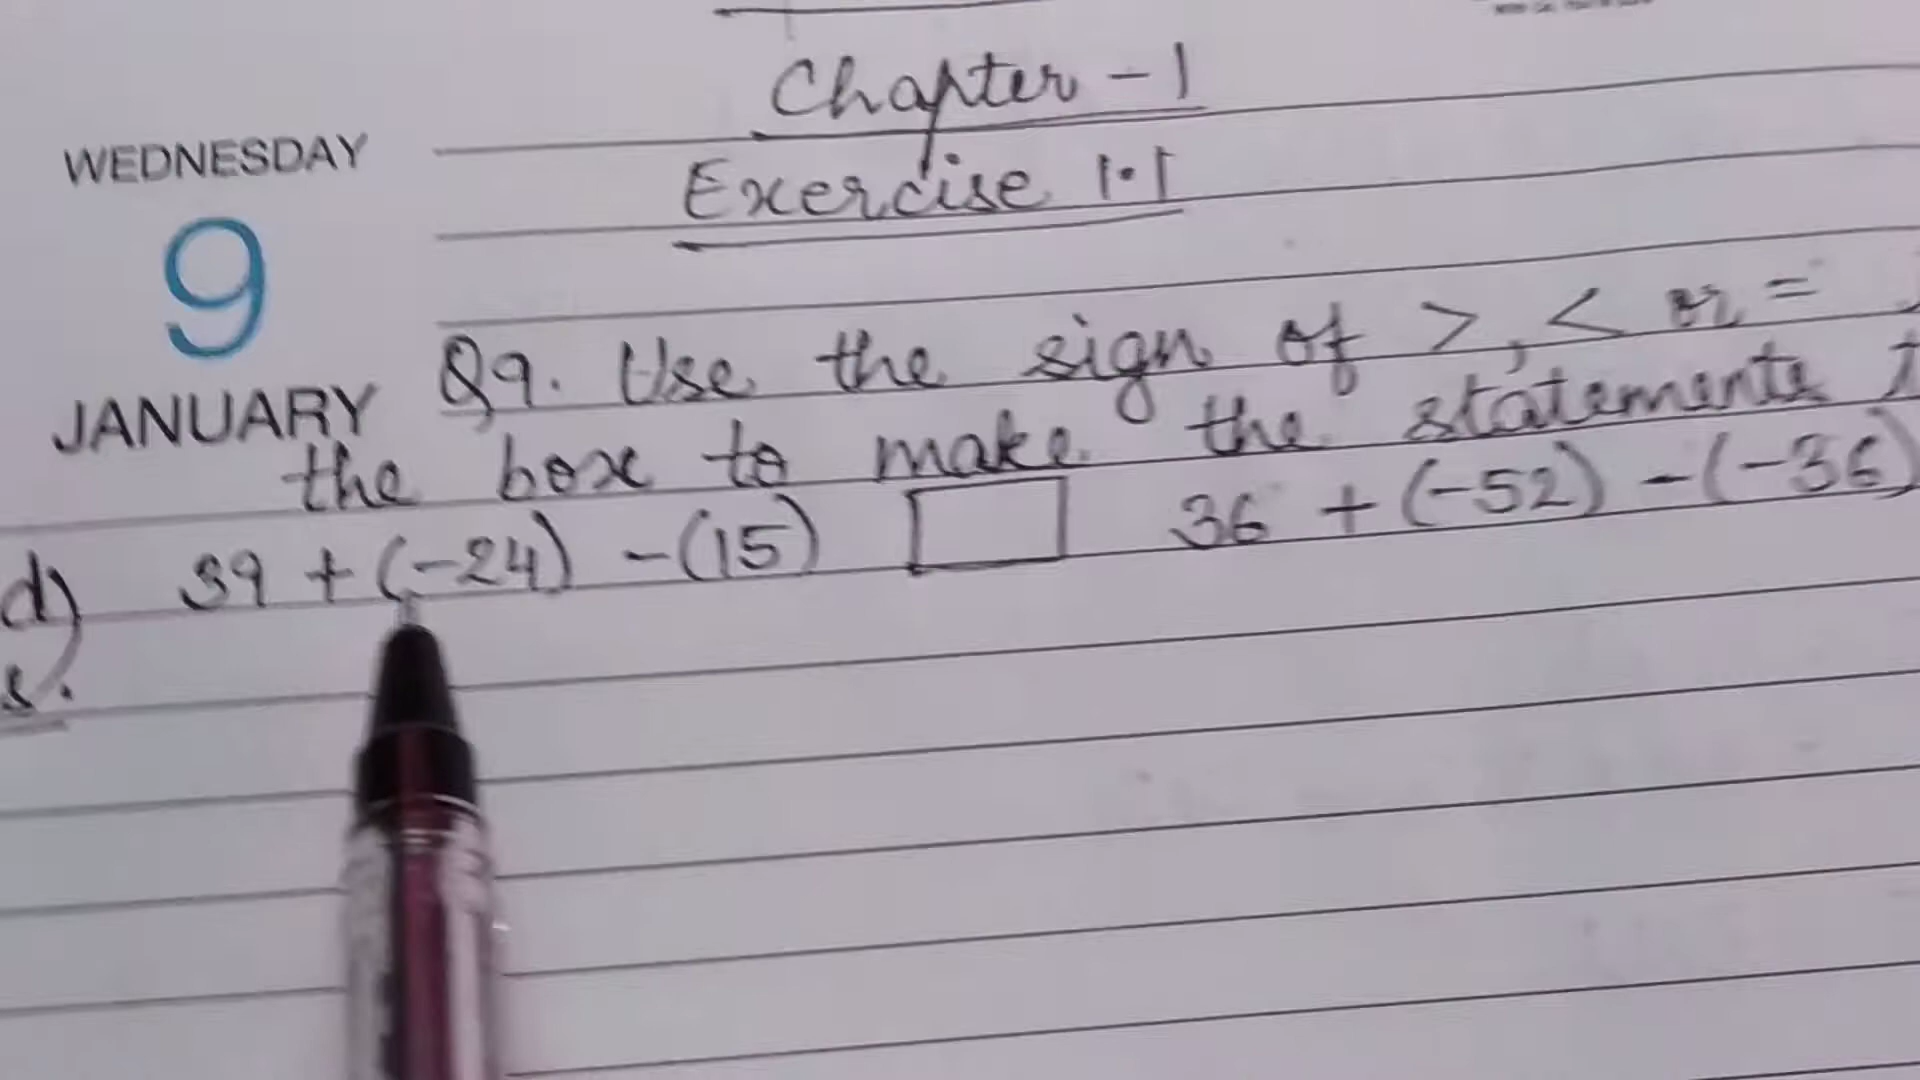 Chapter - 1
WEDNESDAY
Exercise 1.1
9
JANUARY
Q9. Use the sign of >, < or =
the box to make the statements
d) 39 + (-24) - (15) 36 + (-52) - (-36)
s.